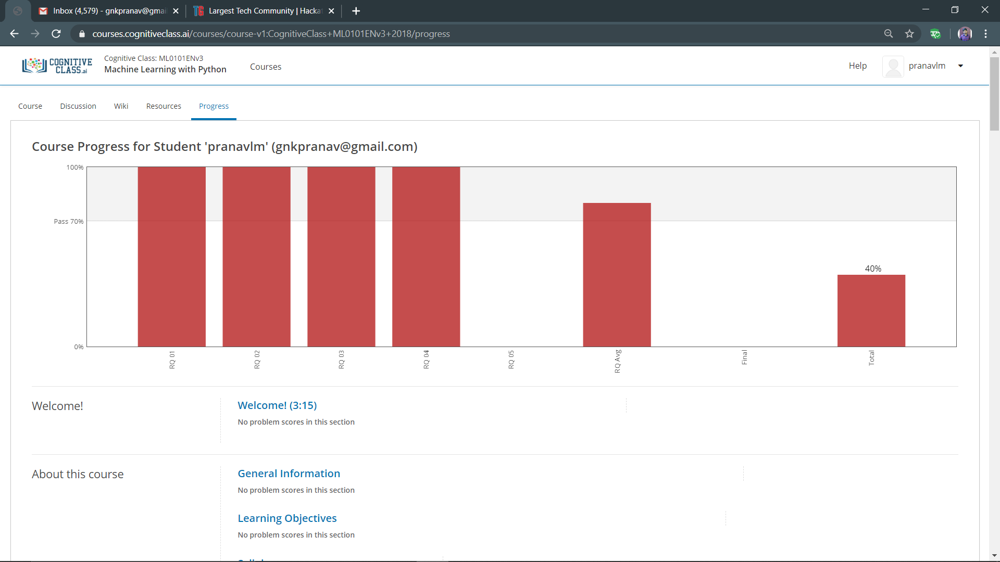 Inbox (4,579) - gnkpranav@gmai
Largest Tech Community | Hacka
courses.cognitiveclass.ai/courses/course-v1:CognitiveClass+ML0101ENv3+2018/progress
COGNITIVE
CLASS.ai
Cognitive Class: ML0101ENv3
Machine Learning with Python
Courses
Help
pranavlm
Course
Discussion
Wiki
Resources
Progress
Course Progress for Student 'pranavlm' (gnkpranav@gmail.com)
100%
Pass 70%
40%
0%
RQ 01
RQ 02
RQ 03
RQ 04
RQ 05
RQ Avg
Final
Total
Welcome!
Welcome! (3:15)
No problem scores in this section
About this course
General Information
No problem scores in this section
Learning Objectives
No problem scores in this section